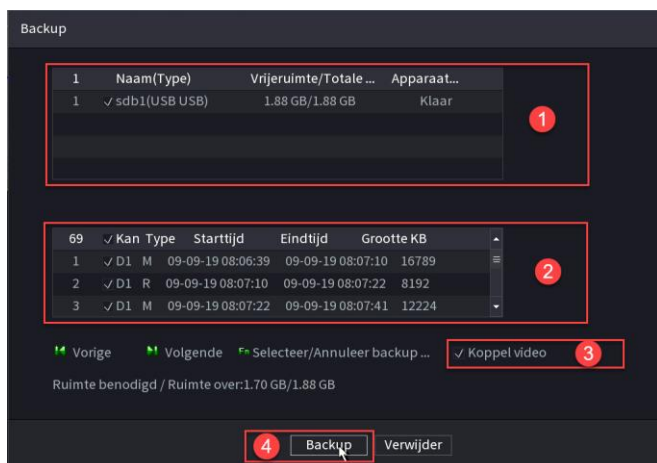 Backup
1 Naam(Type) Vrijeruimte/Totale ... Apparaat...
1 sdb1(USB USB) 1.88 GB/1.88 GB Klaar
1
69 Kan Type Starttijd Eindtijd Grootte KB
1 D1 M 09-09-19 08:06:39 09-09-19 08:07:10 16789
2 D1 R 09-09-19 08:07:10 09-09-19 08:07:22 8192
2
3 D1 M 09-09-19 08:07:22 09-09-19 08:07:41 12224
Vorige Volgende Fn Selecteer/Annuleer backup ... Koppel video 3
Ruimte benodigd / Ruimte over:1.70 GB/1.88 GB
4 Backup Verwijder